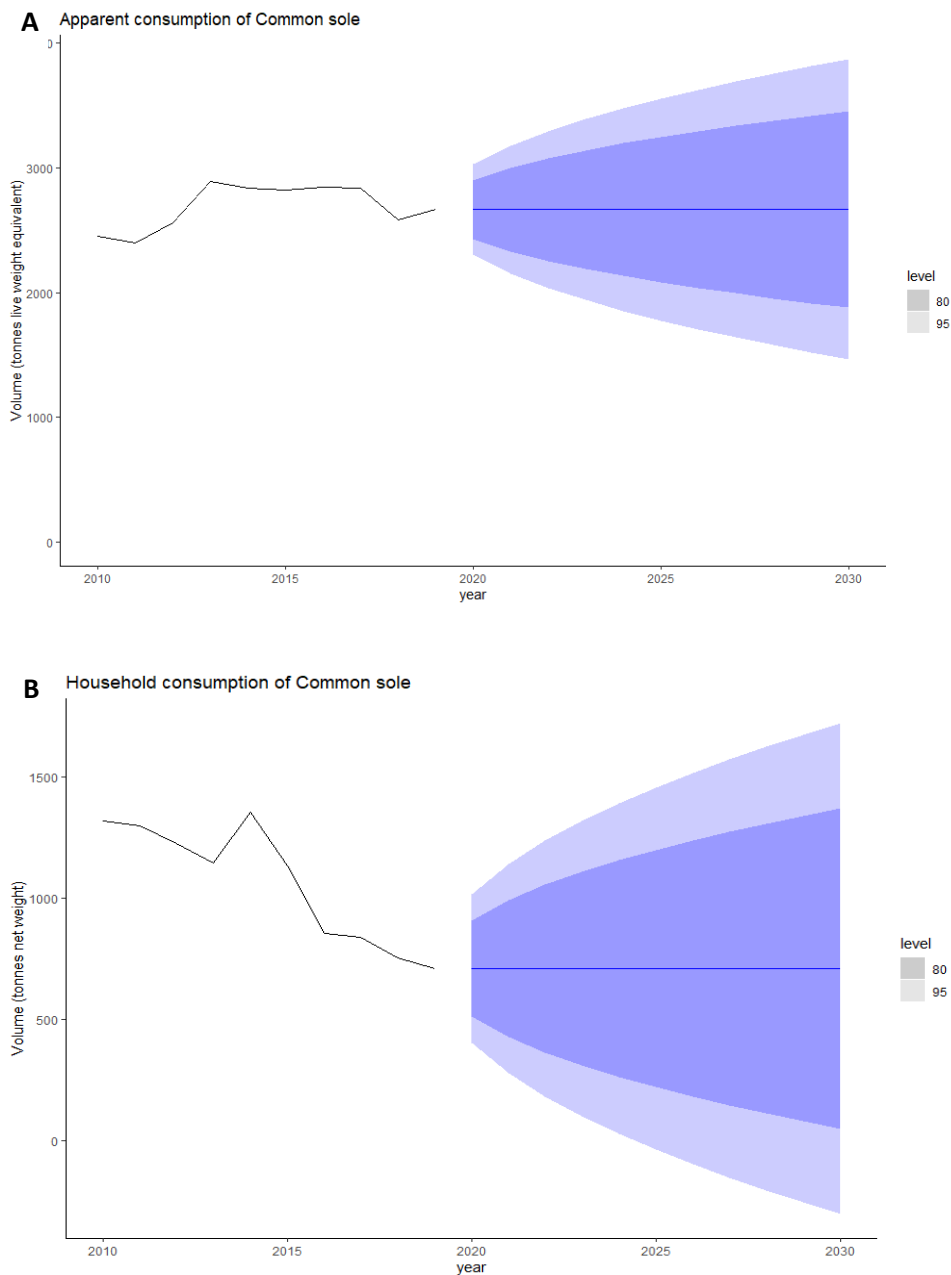 A Apparent consumption of Common sole
0
3000
2000
1000
0
Volume (tonnes live weight equivalent)
2010 2015 2020 2025 2030
year
level
80
95
B Household consumption of Common sole
1500
1000
500
0
Volume (tonnes net weight)
2010 2015 2020 2025 2030
year
level
80
95